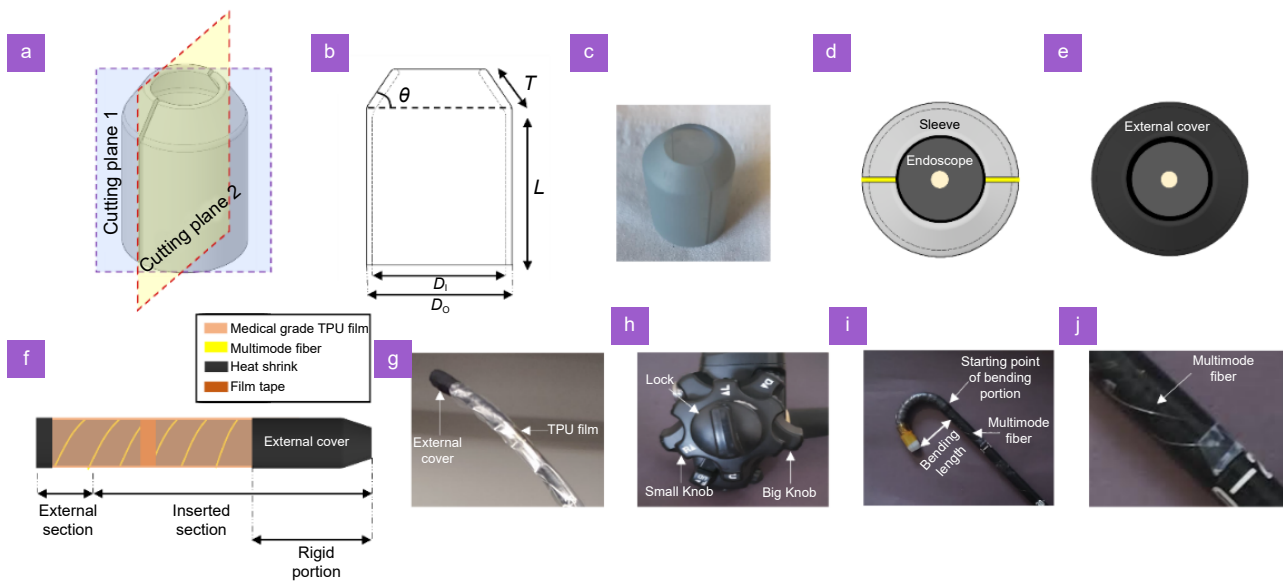 a
b
c
d
e
Cutting plane 1
Cutting plane 2
θ
T
L
D_I
D_O
Sleeve
Endoscope
External cover
f
Medical grade TPU film
Multimode fiber
Heat shrink
Film tape
External cover
External
section
Inserted
section
Rigid
portion
g
External
cover
TPU film
h
Lock
Small Knob
Big Knob
i
Starting point
of bending
portion
Multimode
fiber
Bending
length
j
Multimode
fiber